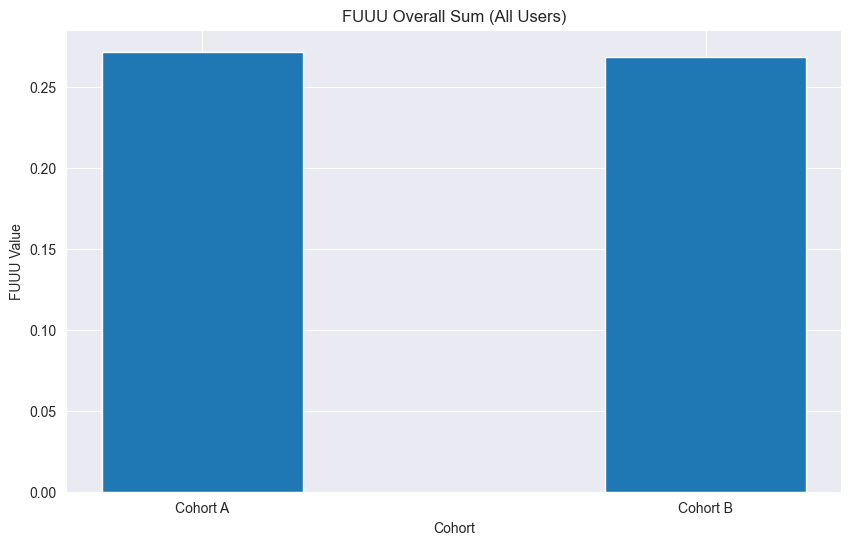 FUUU Overall Sum (All Users)
FUUU Value
0.25
0.20
0.15
0.10
0.05
0.00
Cohort A
Cohort B
Cohort